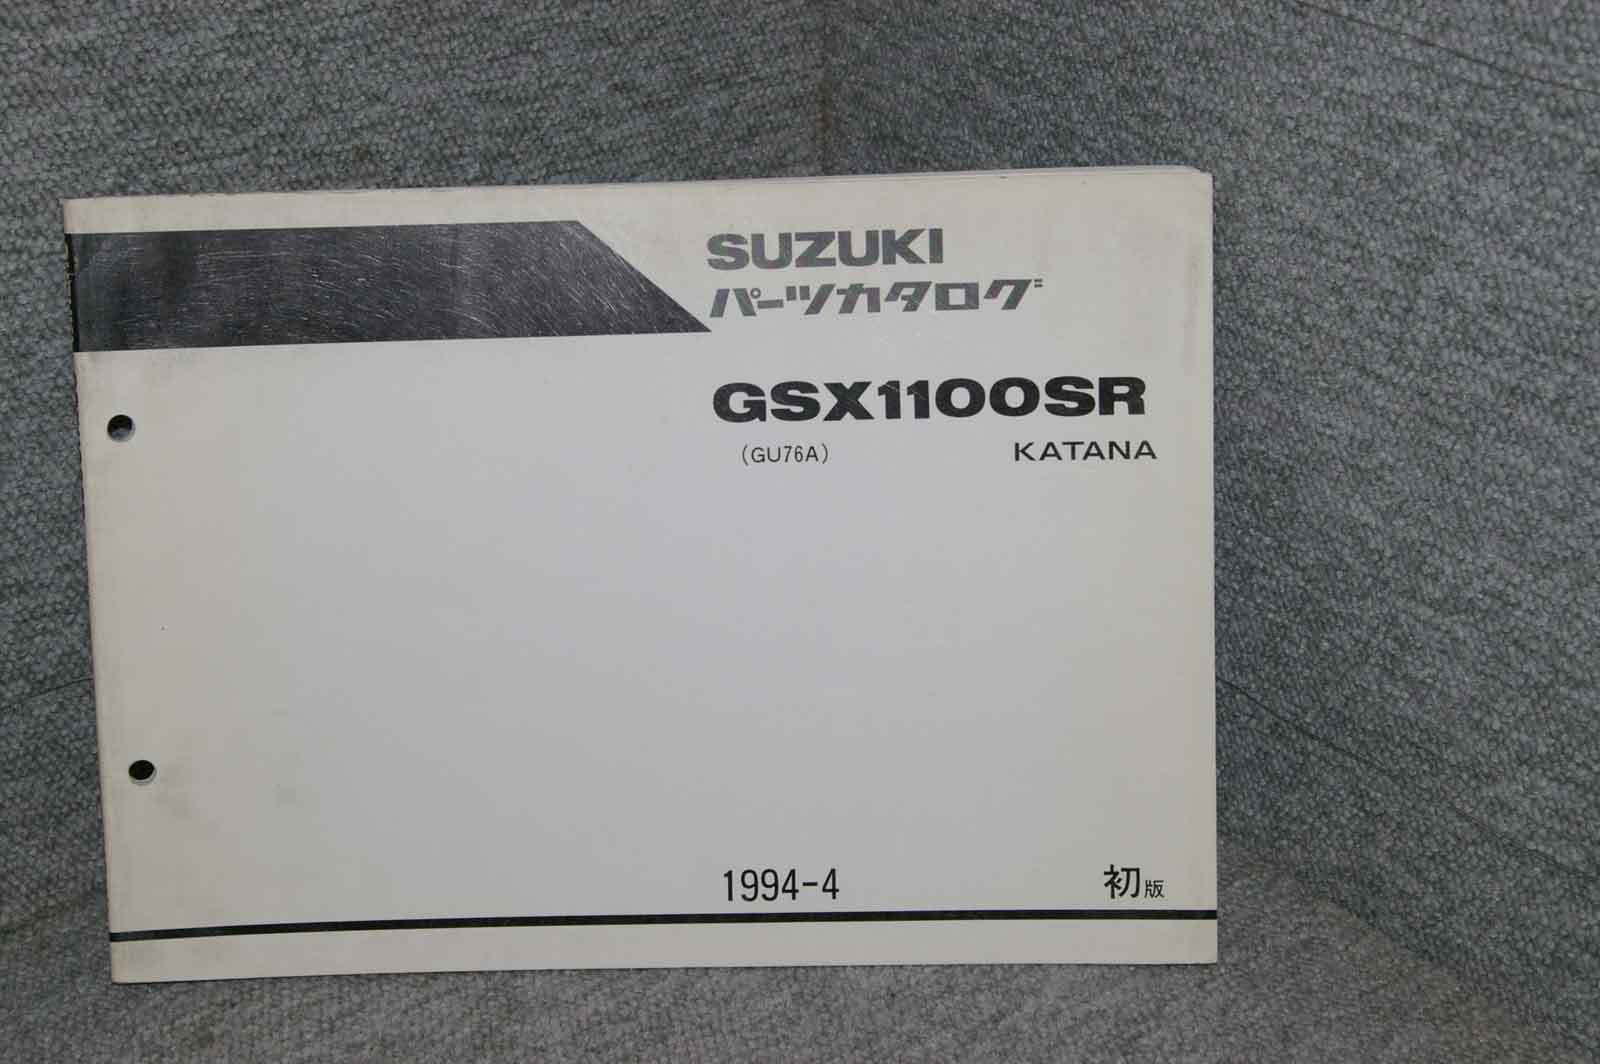 SUZUKI
パーツカタログ
GSX1100SR
(GU76A) KATANA
1994-4 初版